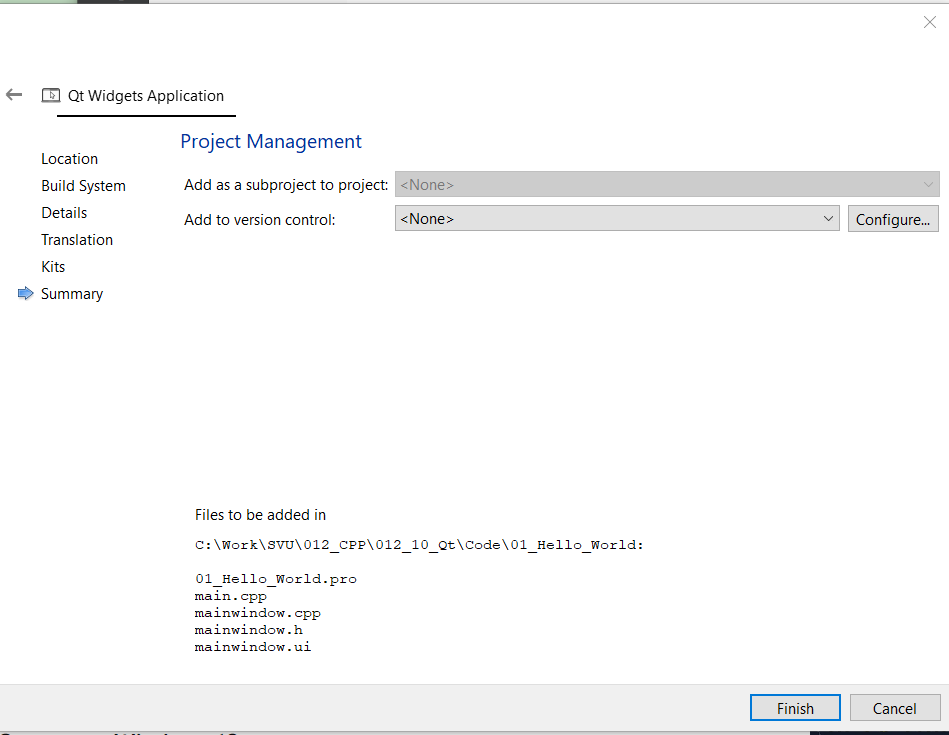 Qt Widgets Application
Project Management
Location
Build System
Details
Translation
Kits
Summary
Add as a subproject to project: <None>
Add to version control: <None> Configure...
Files to be added in
C:\Work\SVU\012_CPP\012_10_Qt\Code\01_Hello_World:
01_Hello_World.pro
main.cpp
mainwindow.cpp
mainwindow.h
mainwindow.ui
Finish Cancel